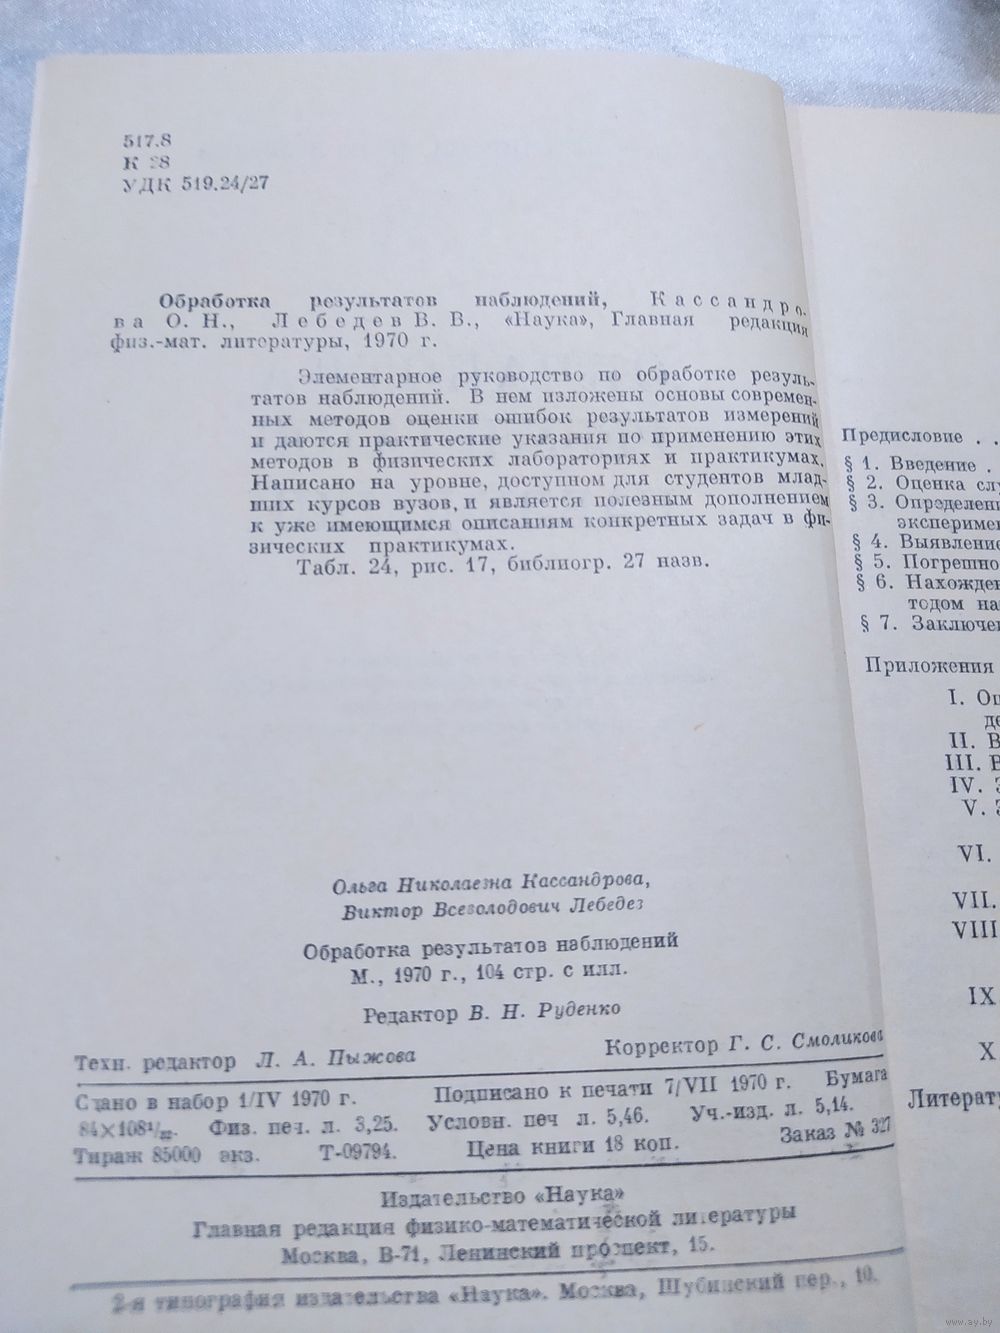 517.8
К 28
УДК 519.24/27
Обработка результатов наблюдений, Кассандро-
ва О. Н., Лебедев В. В., «Наука», Главная редакция
физ.-мат. литературы, 1970 г.
Элементарное руководство по обработке резуль-
татов наблюдений. В нем изложены основы современ-
ных методов оценки ошибок результатов измерений
и даются практические указания по применению этих
методов в физических лабораториях и практикумах.
Написано на уровне, доступном для студентов млад-
ших курсов вузов, и является полезным дополнением
к уже имеющимся описаниям конкретных задач в фи-
зических практикумах.
Табл. 24, рис. 17, библиогр. 27 назв.
Ольга Николаевна Кассандрова,
Виктор Всеволодович Лебедев
Обработка результатов наблюдений
М., 1970 г., 104 стр. с илл.
Редактор В. Н. Руденко
Техн. редактор Л. А. Пыжова Корректор Г. С. Смоликова
Сдано в набор 1/IV 1970 г. Подписано к печати 7/VII 1970 г. Бумага
84×108¹/₃₂. Физ. печ. л. 3,25. Условн. печ л. 5,46. Уч.-изд. л. 5,14.
Тираж 85000 экз. Т-09794. Цена книги 18 коп. Заказ № 327
Издательство «Наука»
Главная редакция физико-математической литературы
Москва, В-71, Ленинский проспект, 15.
2-я типография издательства «Наука». Москва, Шубинский пер., 10.
Предисловие . .
§ 1. Введение .
§ 2. Оценка слу
§ 3. Определени
эксперимен
§ 4. Выявление
§ 5. Погрешно
§ 6. Нахожден
тодом на
§ 7. Заключен
Приложения
I. Оп
де
II. В
III. В
IV. З
V. З
VI.
VII.
VIII
IX
X
Литерату
www.ay.by